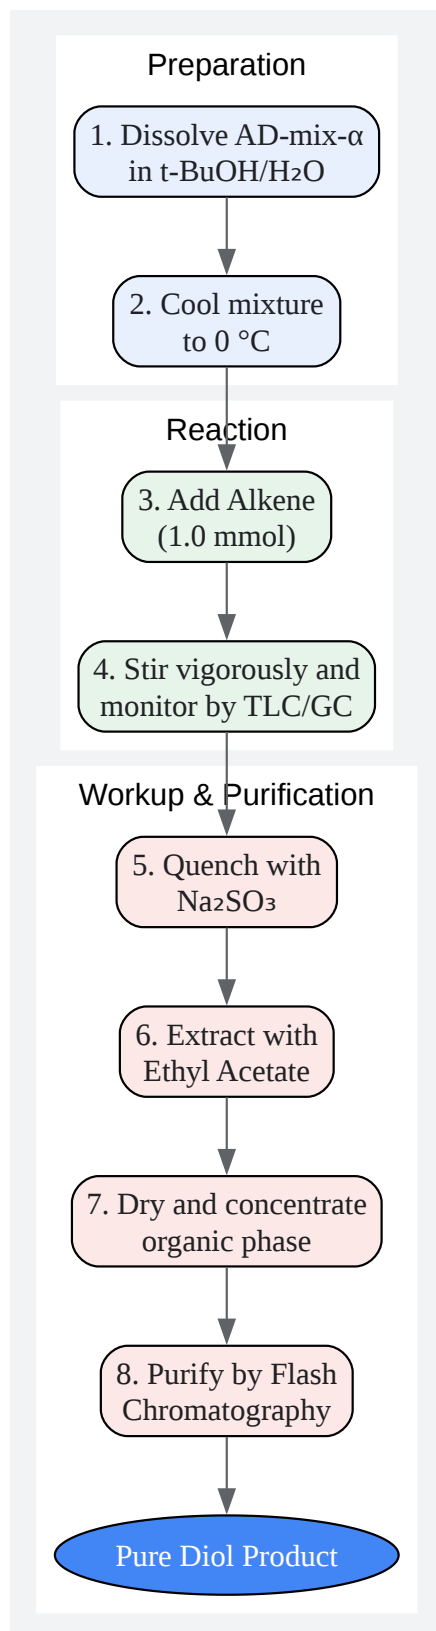 Preparation
1. Dissolve AD-mix-α
in t-BuOH/H₂O
2. Cool mixture
to 0 °C
Reaction
3. Add Alkene
(1.0 mmol)
4. Stir vigorously and
monitor by TLC/GC
Workup & Purification
5. Quench with
Na₂SO₃
6. Extract with
Ethyl Acetate
7. Dry and concentrate
organic phase
8. Purify by Flash
Chromatography
Pure Diol Product